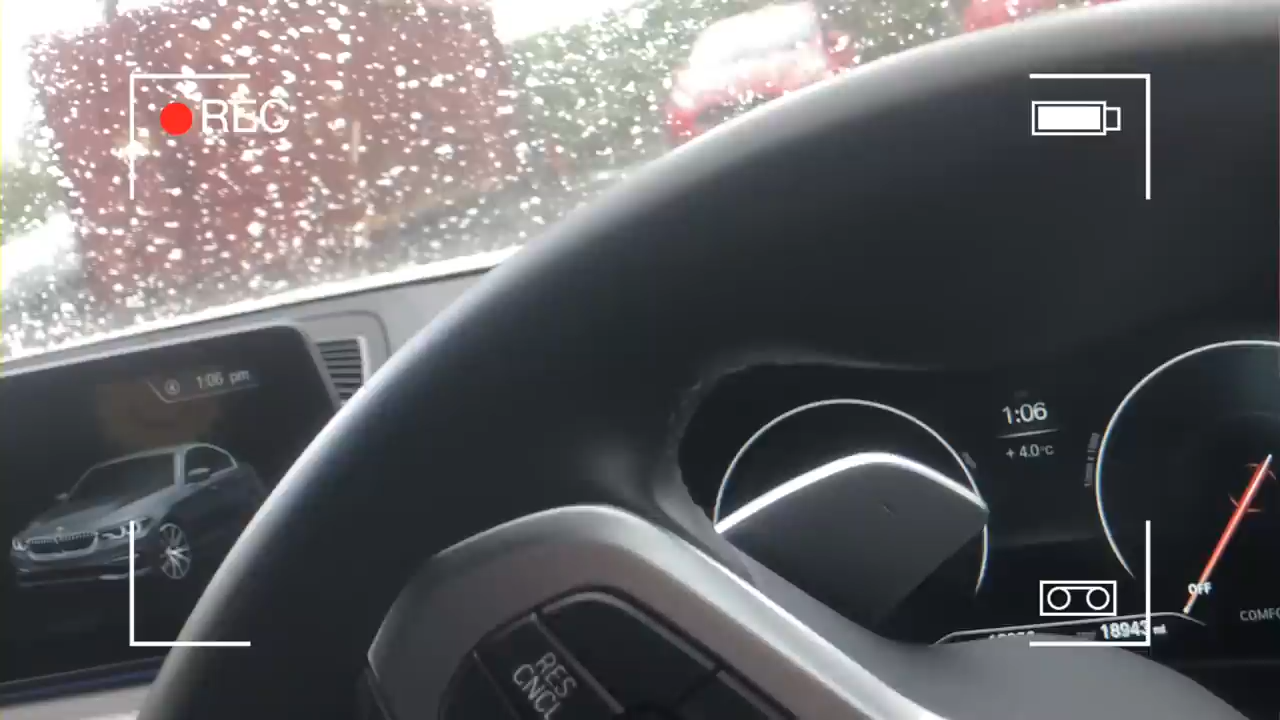 REC
1:06 pm
1:06
+ 4.0°C
OFF
18943 mi
RES
CNCL